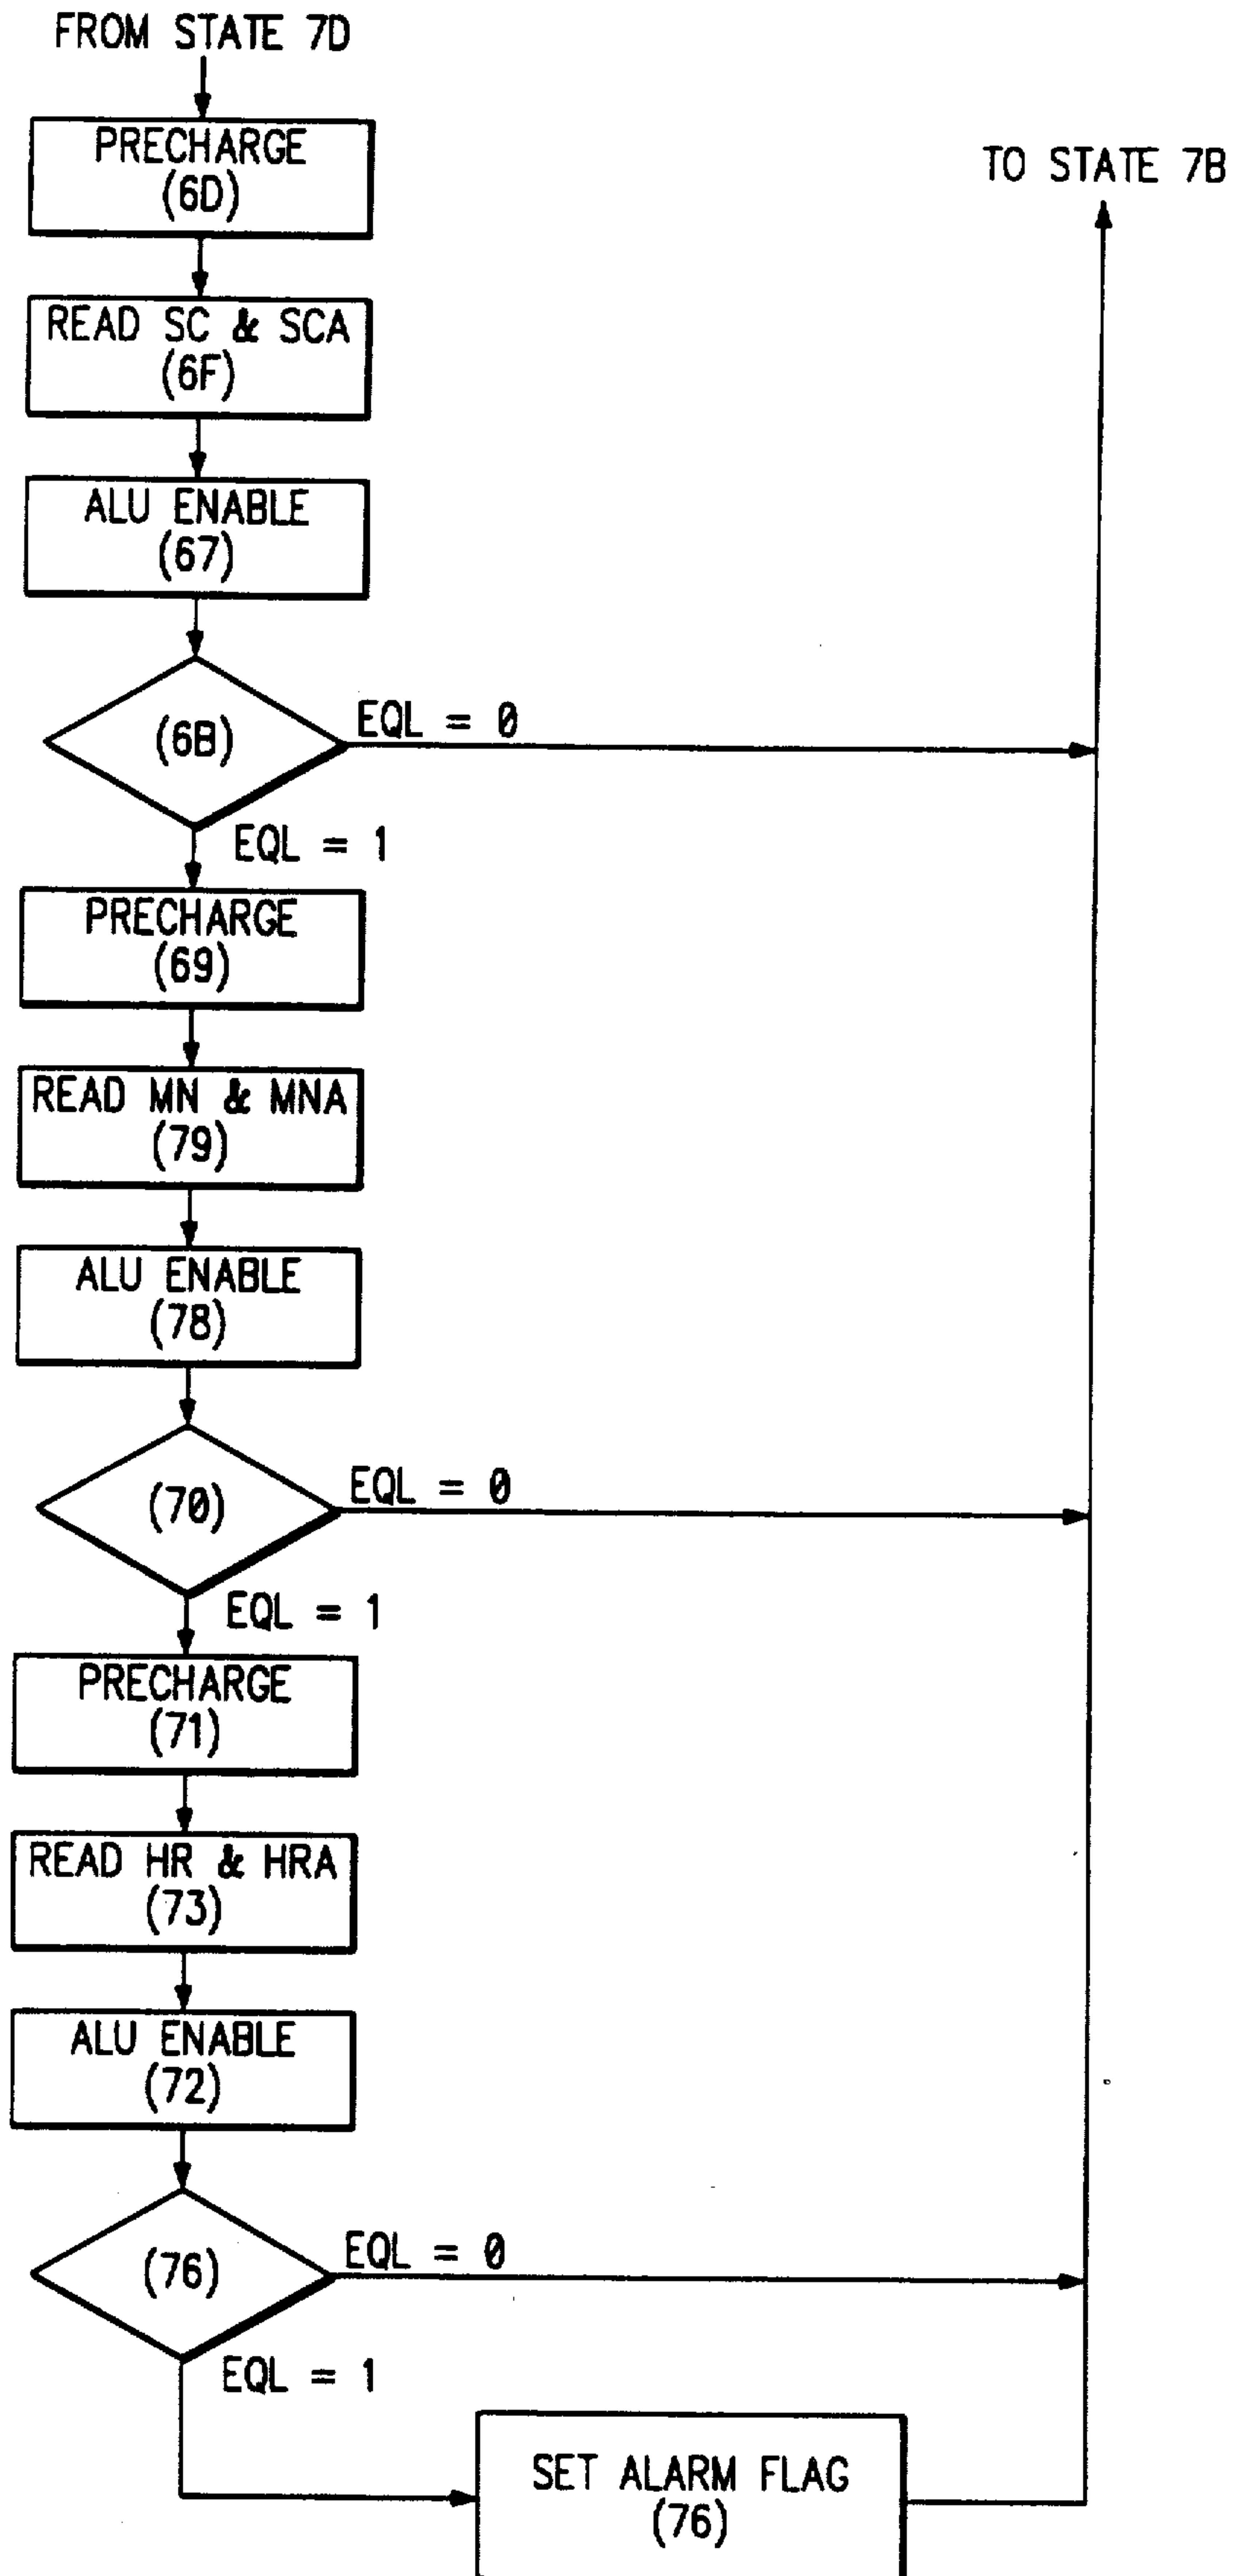 FROM STATE 7D
TO STATE 7B
PRECHARGE
(6D)
READ SC & SCA
(6F)
ALU ENABLE
(67)
(6B)
EQL = 0
EQL = 1
PRECHARGE
(69)
READ MN & MNA
(79)
ALU ENABLE
(78)
(70)
EQL = 0
EQL = 1
PRECHARGE
(71)
READ HR & HRA
(73)
ALU ENABLE
(72)
(76)
EQL = 0
EQL = 1
SET ALARM FLAG
(76)